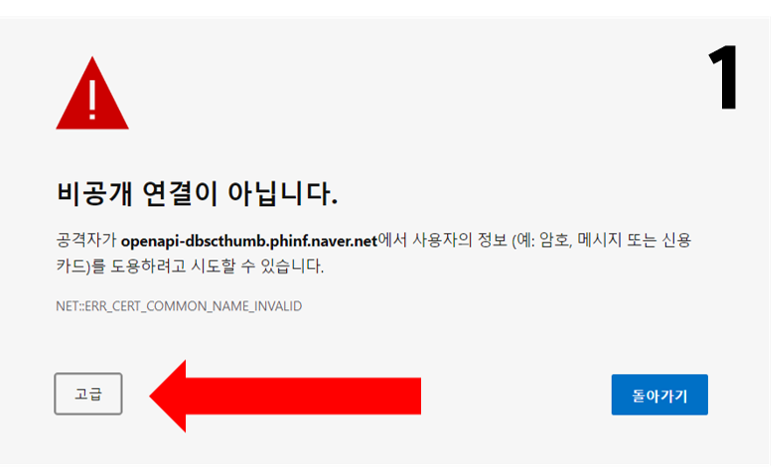 1
비공개 연결이 아닙니다.
공격자가 openapi-dbscthumb.phinf.naver.net에서 사용자의 정보 (예: 암호, 메시지 또는 신용
카드)를 도용하려고 시도할 수 있습니다.
NET::ERR_CERT_COMMON_NAME_INVALID
고급
돌아가기